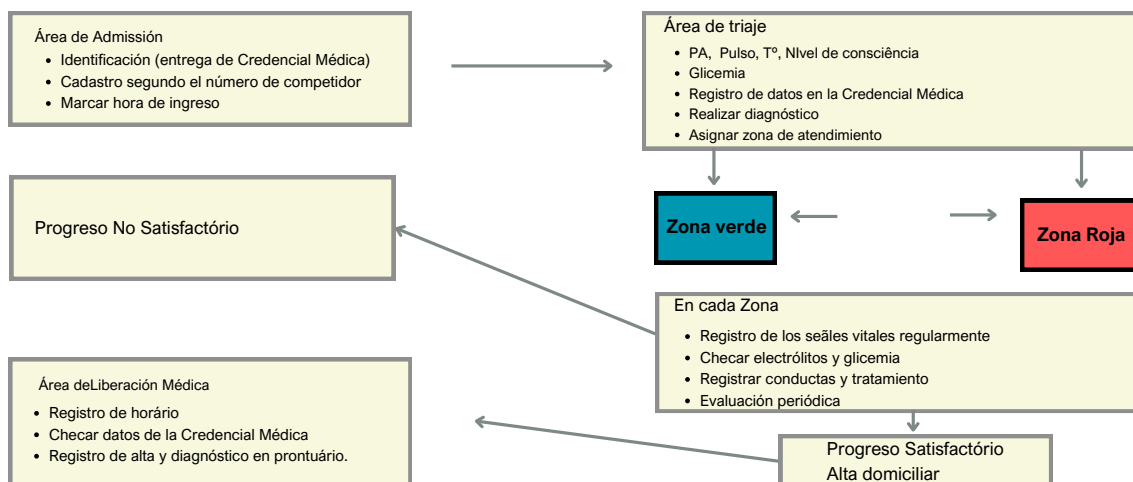 Área de Admissión
• Identificación (entrega de Credencial Médica)
• Cadastro segundo el número de competidor
• Marcar hora de ingreso
Área de triaje
• PA, Pulso, Tº, NIvel de consciência
• Glicemia
• Registro de datos en la Credencial Médica
• Realizar diagnóstico
• Asignar zona de atendimiento
Progreso No Satisfactório
Zona verde
Zona Roja
En cada Zona
• Registro de los señles vitales regularmente
• Checar electrólitos y glicemia
• Registrar conductas y tratamiento
• Evaluación periódica
Área deLiberación Médica
• Registro de horário
• Checar datos de la Credencial Médica
• Registro de alta y diagnóstico en prontuário.
Progreso Satisfactório
Alta domiciliar